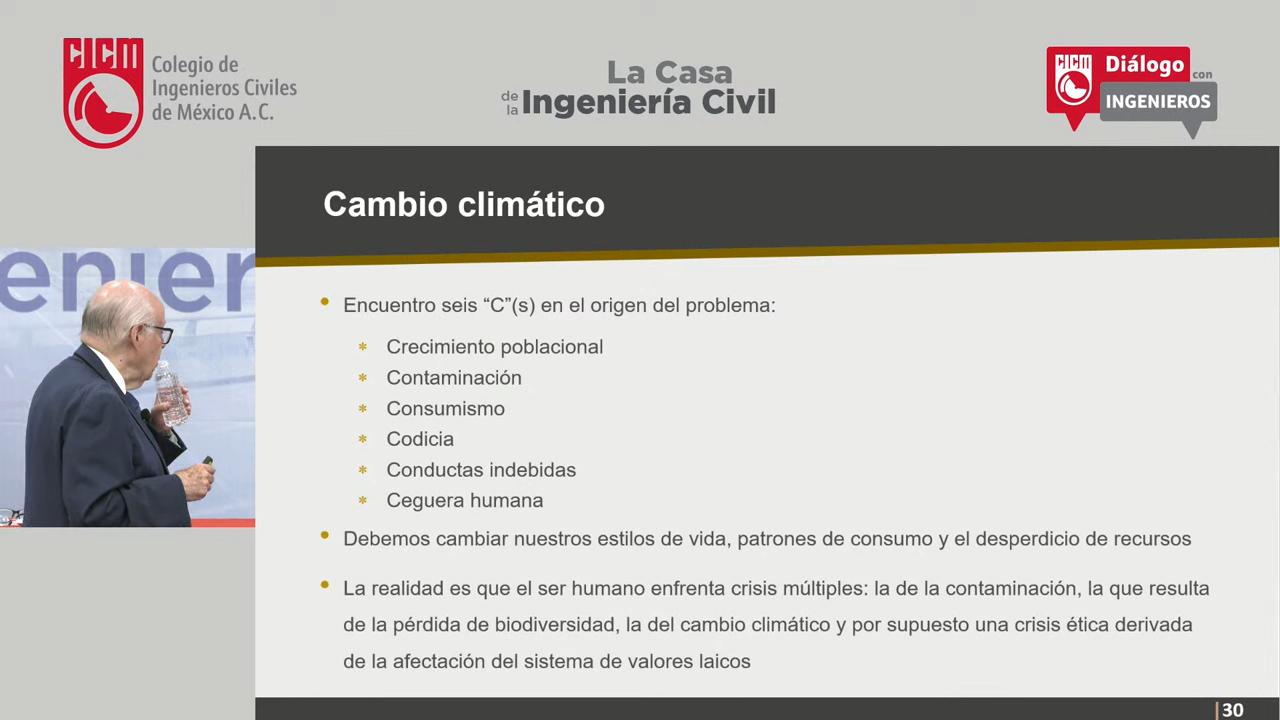 CICM
Colegio de
Ingenieros Civiles
de México A.C.
La Casa
de la Ingeniería Civil
CICM
Diálogo
con
INGENIEROS
Cambio climático
enier
• Encuentro seis “C”(s) en el origen del problema:
* Crecimiento poblacional
* Contaminación
* Consumismo
* Codicia
* Conductas indebidas
* Ceguera humana
• Debemos cambiar nuestros estilos de vida, patrones de consumo y el desperdicio de recursos
• La realidad es que el ser humano enfrenta crisis múltiples: la de la contaminación, la que resulta
de la pérdida de biodiversidad, la del cambio climático y por supuesto una crisis ética derivada
de la afectación del sistema de valores laicos
30